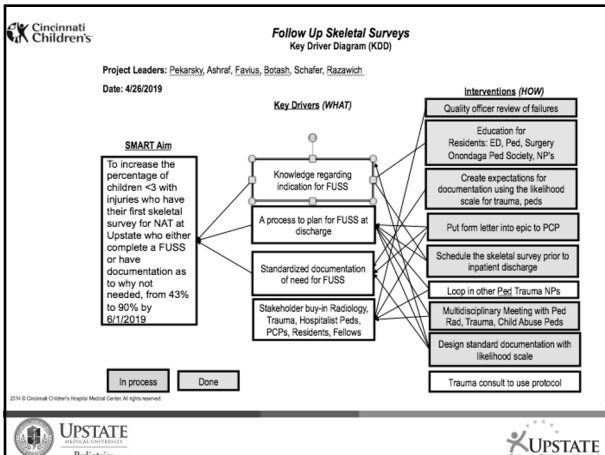 Cincinnati
Children's
Follow Up Skeletal Surveys
Key Driver Diagram (KDD)
Project Leaders: Pekarsky, Ashraf, Favius, Botash, Schafer, Razawich
Date: 4/26/2019
SMART Aim
To increase the
percentage of
children <3 with
injuries who have
their first skeletal
survey for NAT at
Upstate who either
complete a FUSS
or have
documentation as
to why not
needed, from 43%
to 90% by
6/1/2019
Key Drivers (WHAT)
Knowledge regarding
indication for FUSS
A process to plan for FUSS at
discharge
Standardized documentation
of need for FUSS
Stakeholder buy-in Radiology,
Trauma, Hospitalist Peds,
PCPs, Residents, Fellows
Interventions (HOW)
Quality officer review of failures
Education for
Residents: ED, Ped, Surgery
Onondaga Ped Society, NP's
Create expectations for
documentation using the likelihood
scale for trauma, peds
Put form letter into epic to PCP
Schedule the skeletal survey prior to
inpatient discharge
Loop in other Ped Trauma NPs
Multidisciplinary Meeting with Ped
Rad, Trauma, Child Abuse Peds
Design standard documentation with
likelihood scale
Trauma consult to use protocol
In process
Done
2014 © Cincinnati Children's Hospital Medical Center. All rights reserved.
UPSTATE
MEDICAL UNIVERSITY
Pediatrics
UPSTATE